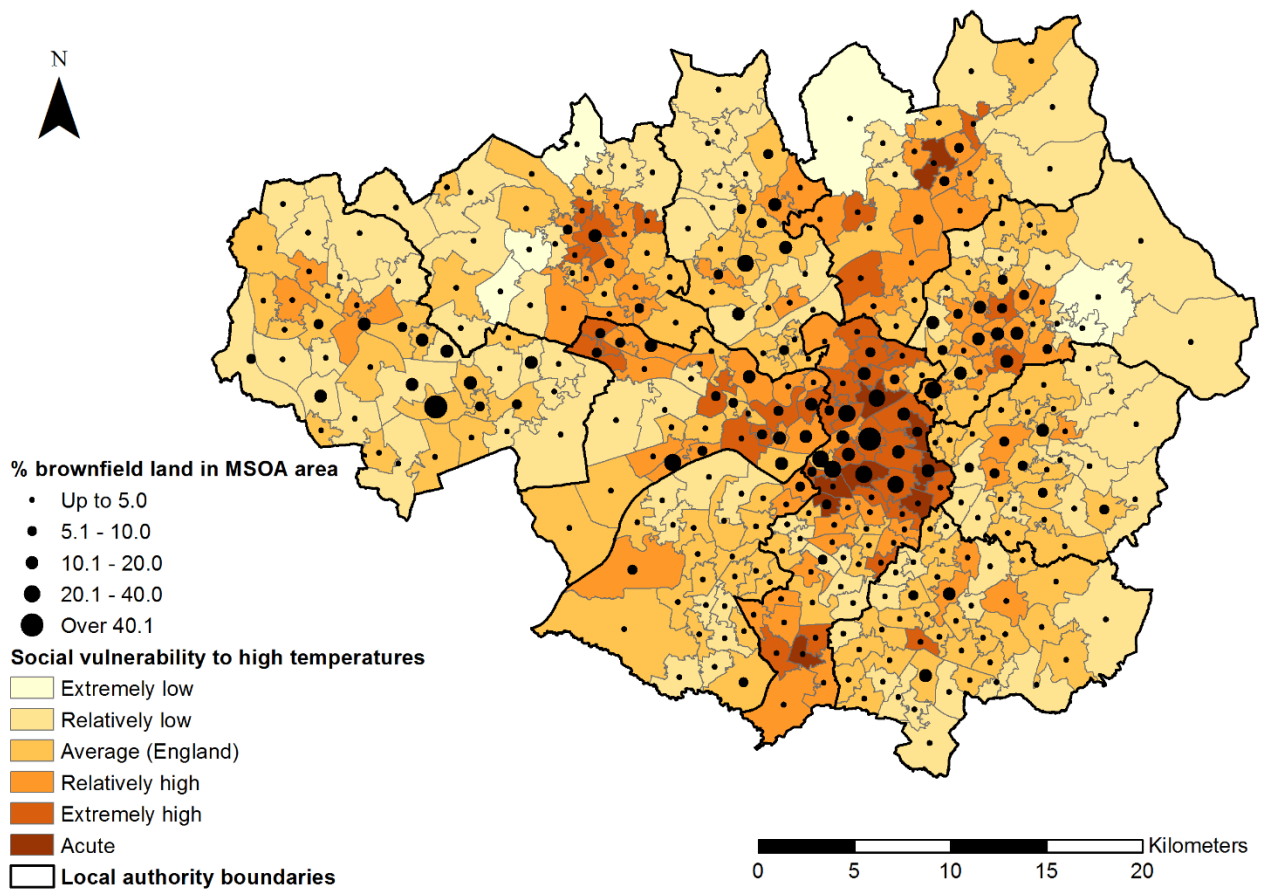 N
% brownfield land in MSOA area
Up to 5.0
5.1 - 10.0
10.1 - 20.0
20.1 - 40.0
Over 40.1
Social vulnerability to high temperatures
Extremely low
Relatively low
Average (England)
Relatively high
Extremely high
Acute
Local authority boundaries
Kilometers
0 5 10 15 20